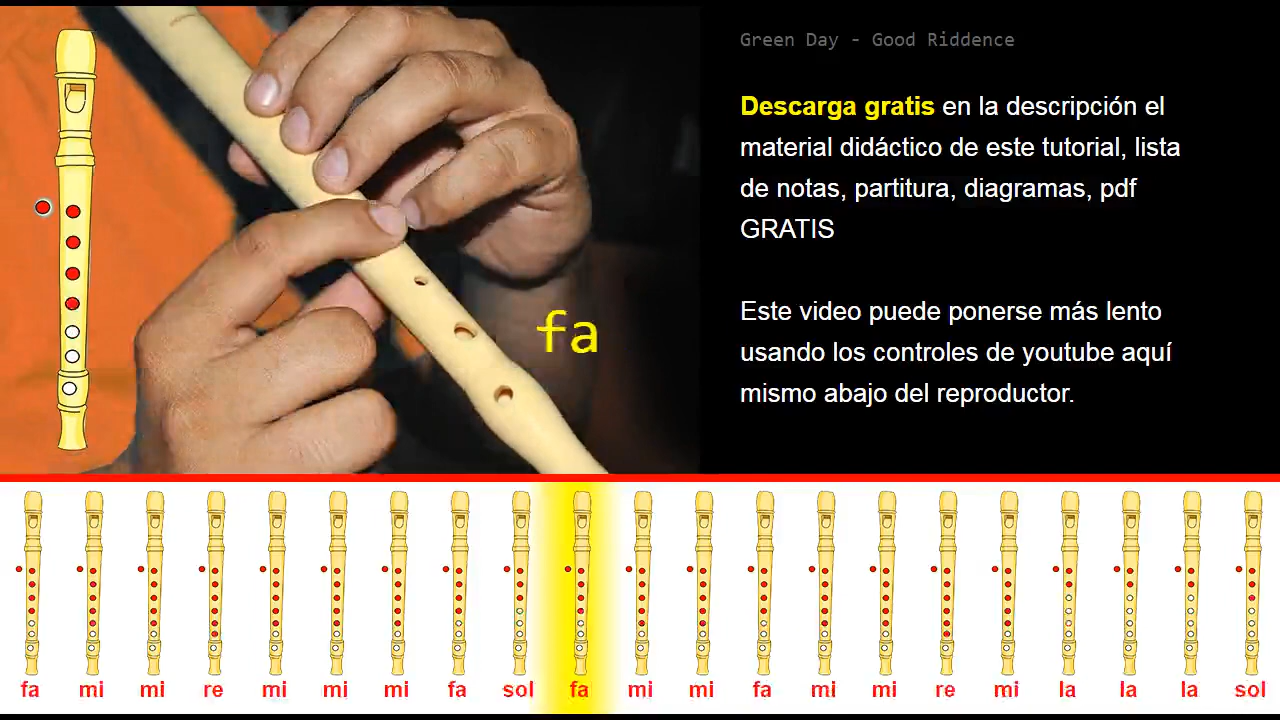 Green Day - Good Riddence
Descarga gratis en la descripción el
material didáctico de este tutorial, lista
de notas, partitura, diagramas, pdf
GRATIS
Este video puede ponerse más lento
usando los controles de youtube aquí
mismo abajo del reproductor.
fa
fa mi mi re mi mi mi fa sol fa mi mi fa mi mi re mi la la la sol